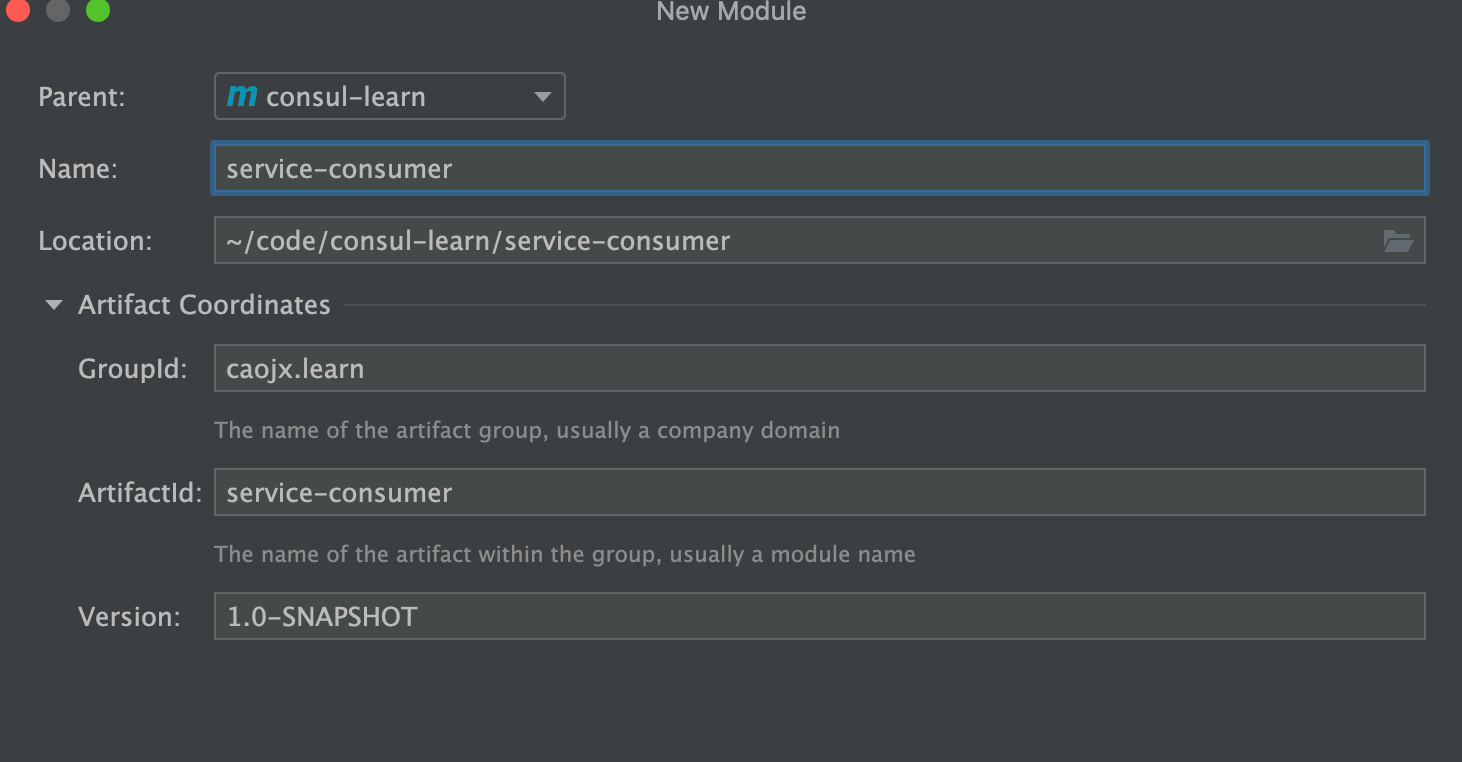 New Module
Parent: m consul-learn
Name: service-consumer
Location: ~/code/consul-learn/service-consumer
Artifact Coordinates
GroupId: caojx.learn
The name of the artifact group, usually a company domain
ArtifactId: service-consumer
The name of the artifact within the group, usually a module name
Version: 1.0-SNAPSHOT